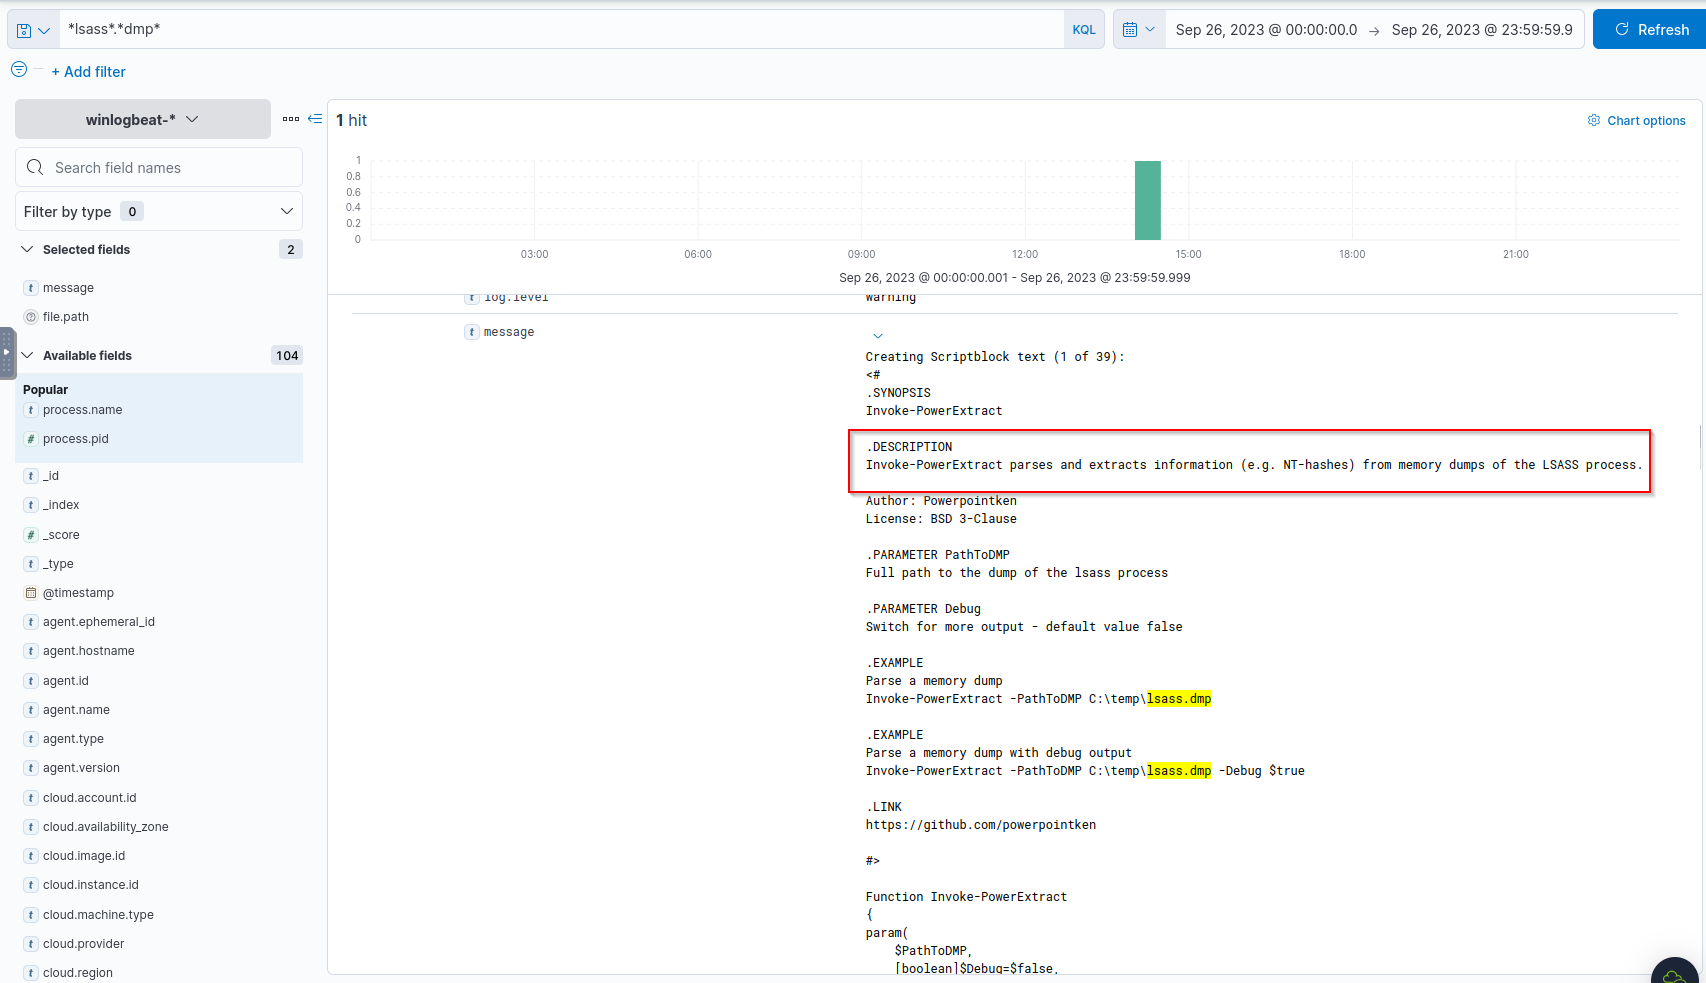 *lsass*.*dmp*
KQL
Sep 26, 2023 @ 00:00:00.0 → Sep 26, 2023 @ 23:59:59.9
Refresh
+ Add filter
winlogbeat-*
Search field names
Filter by type 0
Selected fields 2
t message
? file.path
Available fields 104
Popular
t process.name
# process.pid
t _id
t _index
# _score
t _type
@timestamp
t agent.ephemeral_id
t agent.hostname
t agent.id
t agent.name
t agent.type
t agent.version
t cloud.account.id
t cloud.availability_zone
t cloud.image.id
t cloud.instance.id
t cloud.machine.type
t cloud.provider
t cloud.region
1 hit
Chart options
1
0.8
0.6
0.4
0.2
0
03:00 06:00 09:00 12:00 15:00 18:00 21:00
Sep 26, 2023 @ 00:00:00.001 - Sep 26, 2023 @ 23:59:59.999
t log.level warning
t message
Creating Scriptblock text (1 of 39):
<#
.SYNOPSIS
Invoke-PowerExtract
.DESCRIPTION
Invoke-PowerExtract parses and extracts information (e.g. NT-hashes) from memory dumps of the LSASS process.
Author: Powerpointken
License: BSD 3-Clause
.PARAMETER PathToDMP
Full path to the dump of the lsass process
.PARAMETER Debug
Switch for more output - default value false
.EXAMPLE
Parse a memory dump
Invoke-PowerExtract -PathToDMP C:\temp\lsass.dmp
.EXAMPLE
Parse a memory dump with debug output
Invoke-PowerExtract -PathToDMP C:\temp\lsass.dmp -Debug $true
.LINK
https://github.com/powerpointken
#>
Function Invoke-PowerExtract
{
param(
$PathToDMP,
[boolean]$Debug=$false,